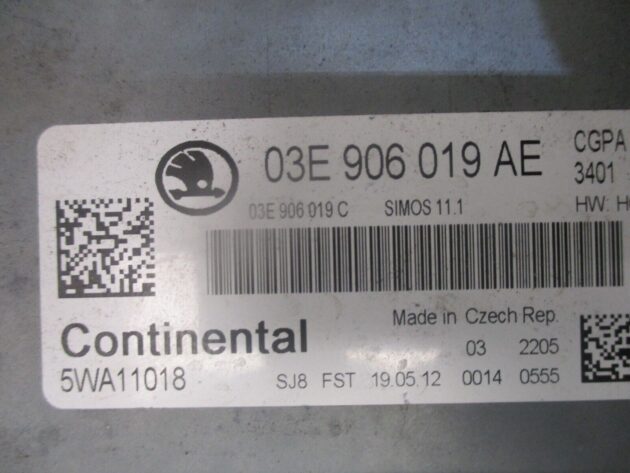 03E 906 019 AE
CGPA
3401
03E 906 019 C SIMOS 11.1 HW:
Made in Czech Rep.
Continental
03 2205
5WA11018 SJ8 FST 19.05.12 0014 0555